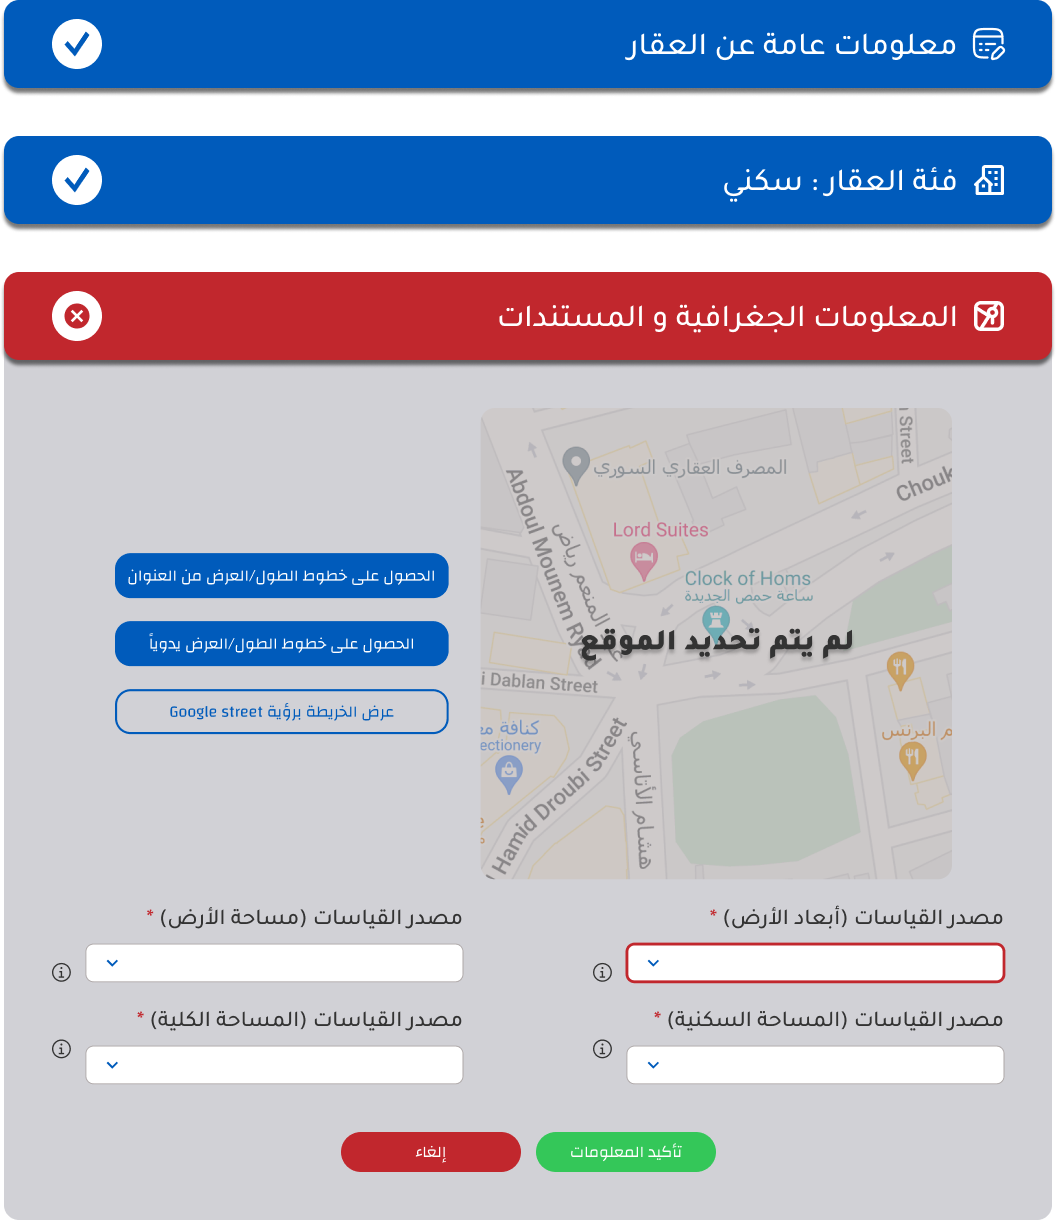 معلومات عامة عن العقار
فئة العقار : سكني
المعلومات الجغرافية و المستندات
Street
المصرف العقاري السوري
Chouk
Abdoul Mounem Ryad
المنعم رياض
Lord Suites
Clock of Homs
ساعة حمص الجديدة
لم يتم تحديد الموقع
i Dablan Street
كنافة مع
ectionery
م البرنس
Hamid Droubi Street
هشام الأتاسي
الحصول على خطوط الطول/العرض من العنوان
الحصول على خطوط الطول/العرض يدوياً
عرض الخريطة برؤية Google street
مصدر القياسات (أبعاد الأرض) *
مصدر القياسات (مساحة الأرض) *
مصدر القياسات (المساحة السكنية) *
مصدر القياسات (المساحة الكلية) *
تأكيد المعلومات
إلغاء